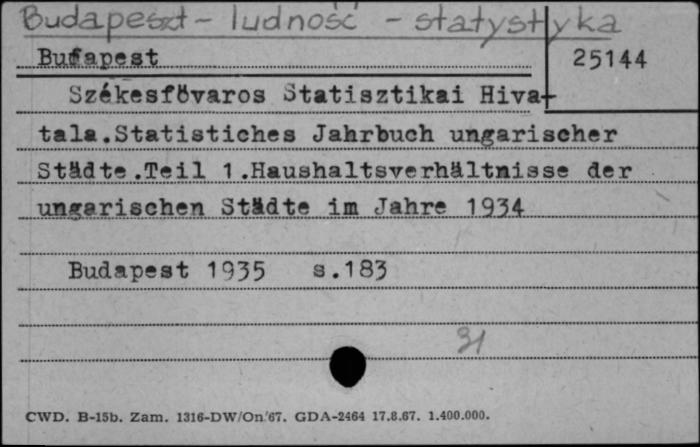 Budapeszt - ludność - statystyka
Bufapest 25144
Székesfövaros Statisztikai Hiva-
tala.Statistiches Jahrbuch ungarischer
Städte.Teil 1.Haushaltsverhältnisse der
ungarischen Städte im Jahre 1934
Budapest 1935 s.183
31
CWD. B-15b. Zam. 1316-DW/On.'67. GDA-2464 17.8.67. 1.400.000.